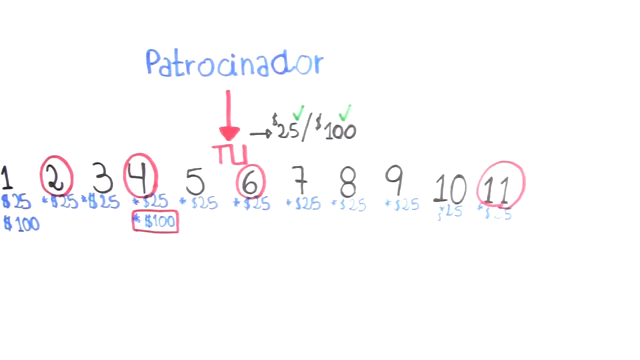 Patrocinador
→ $25/$100
TU
1 2 3 4 5 6 7 8 9 10 11
$25 *$25 *$25 *$25 *$25 *$25 *$25 *$25 *$25 $25 *$25
$100 *$100